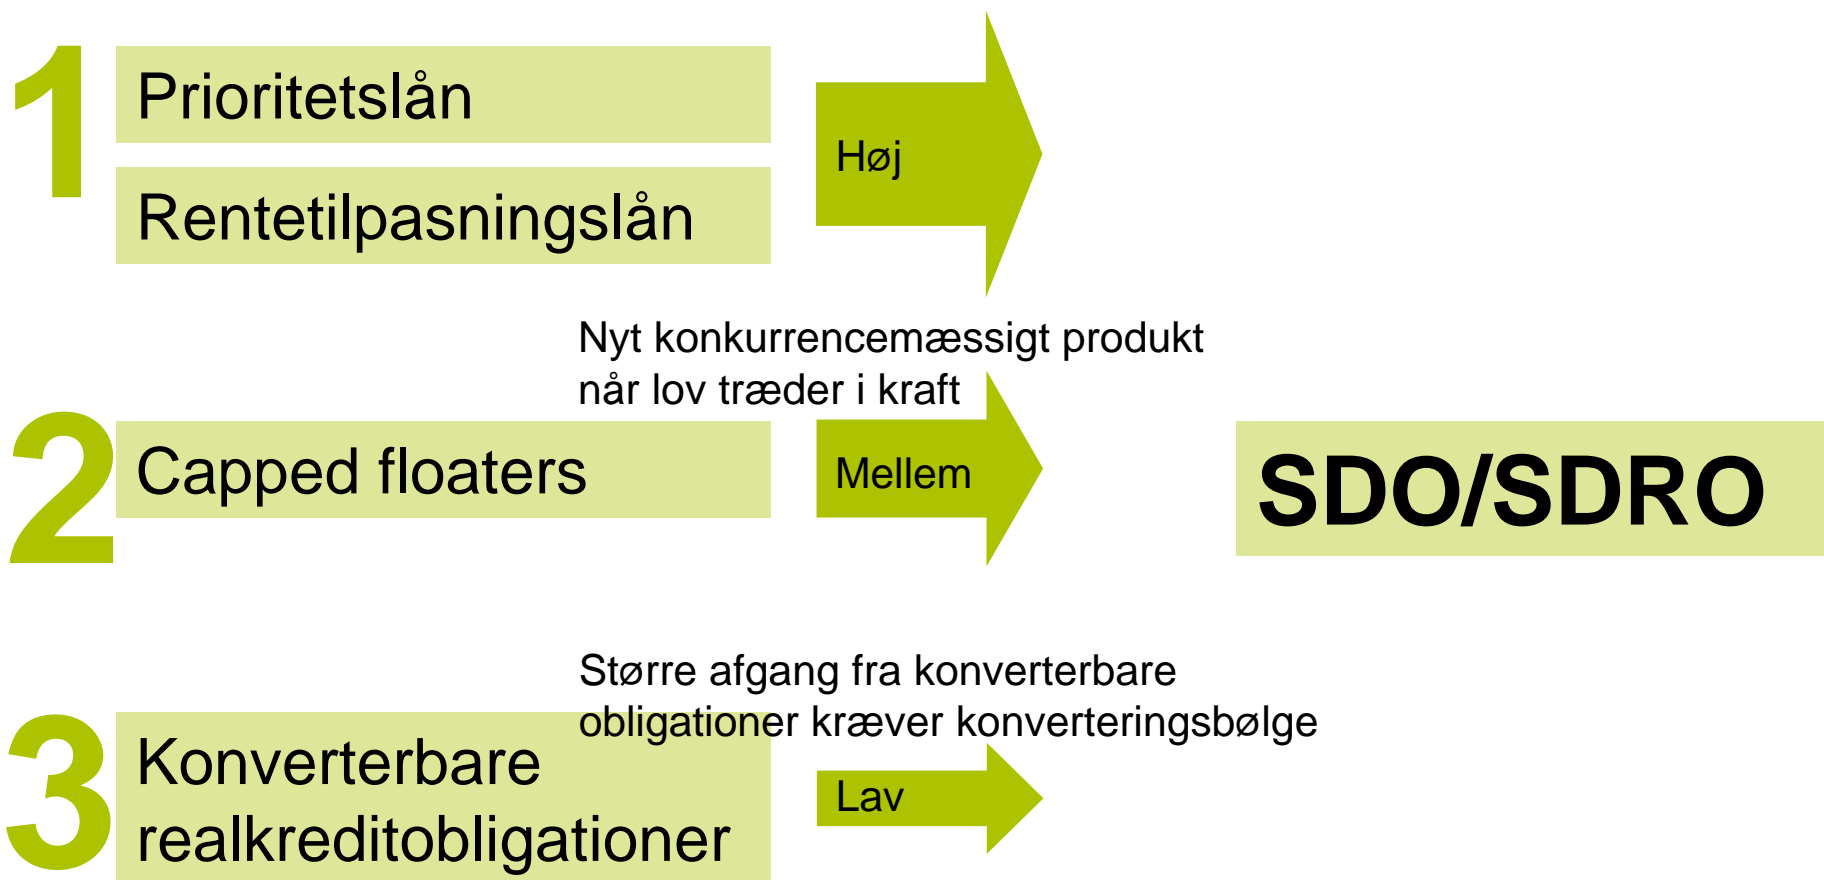 1
Prioritetslån
Rentetilpasningslån
Høj
Nyt konkurrencemæssigt produkt
når lov træder i kraft
2
Capped floaters
Mellem
SDO/SDRO
Større afgang fra konverterbare
obligationer kræver konverteringsbølge
3
Konverterbare
realkreditobligationer
Lav